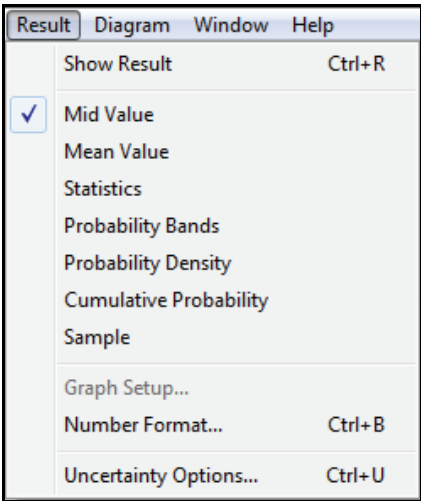 Result Diagram Window Help
Show Result Ctrl+R
Mid Value
Mean Value
Statistics
Probability Bands
Probability Density
Cumulative Probability
Sample
Graph Setup...
Number Format... Ctrl+B
Uncertainty Options... Ctrl+U